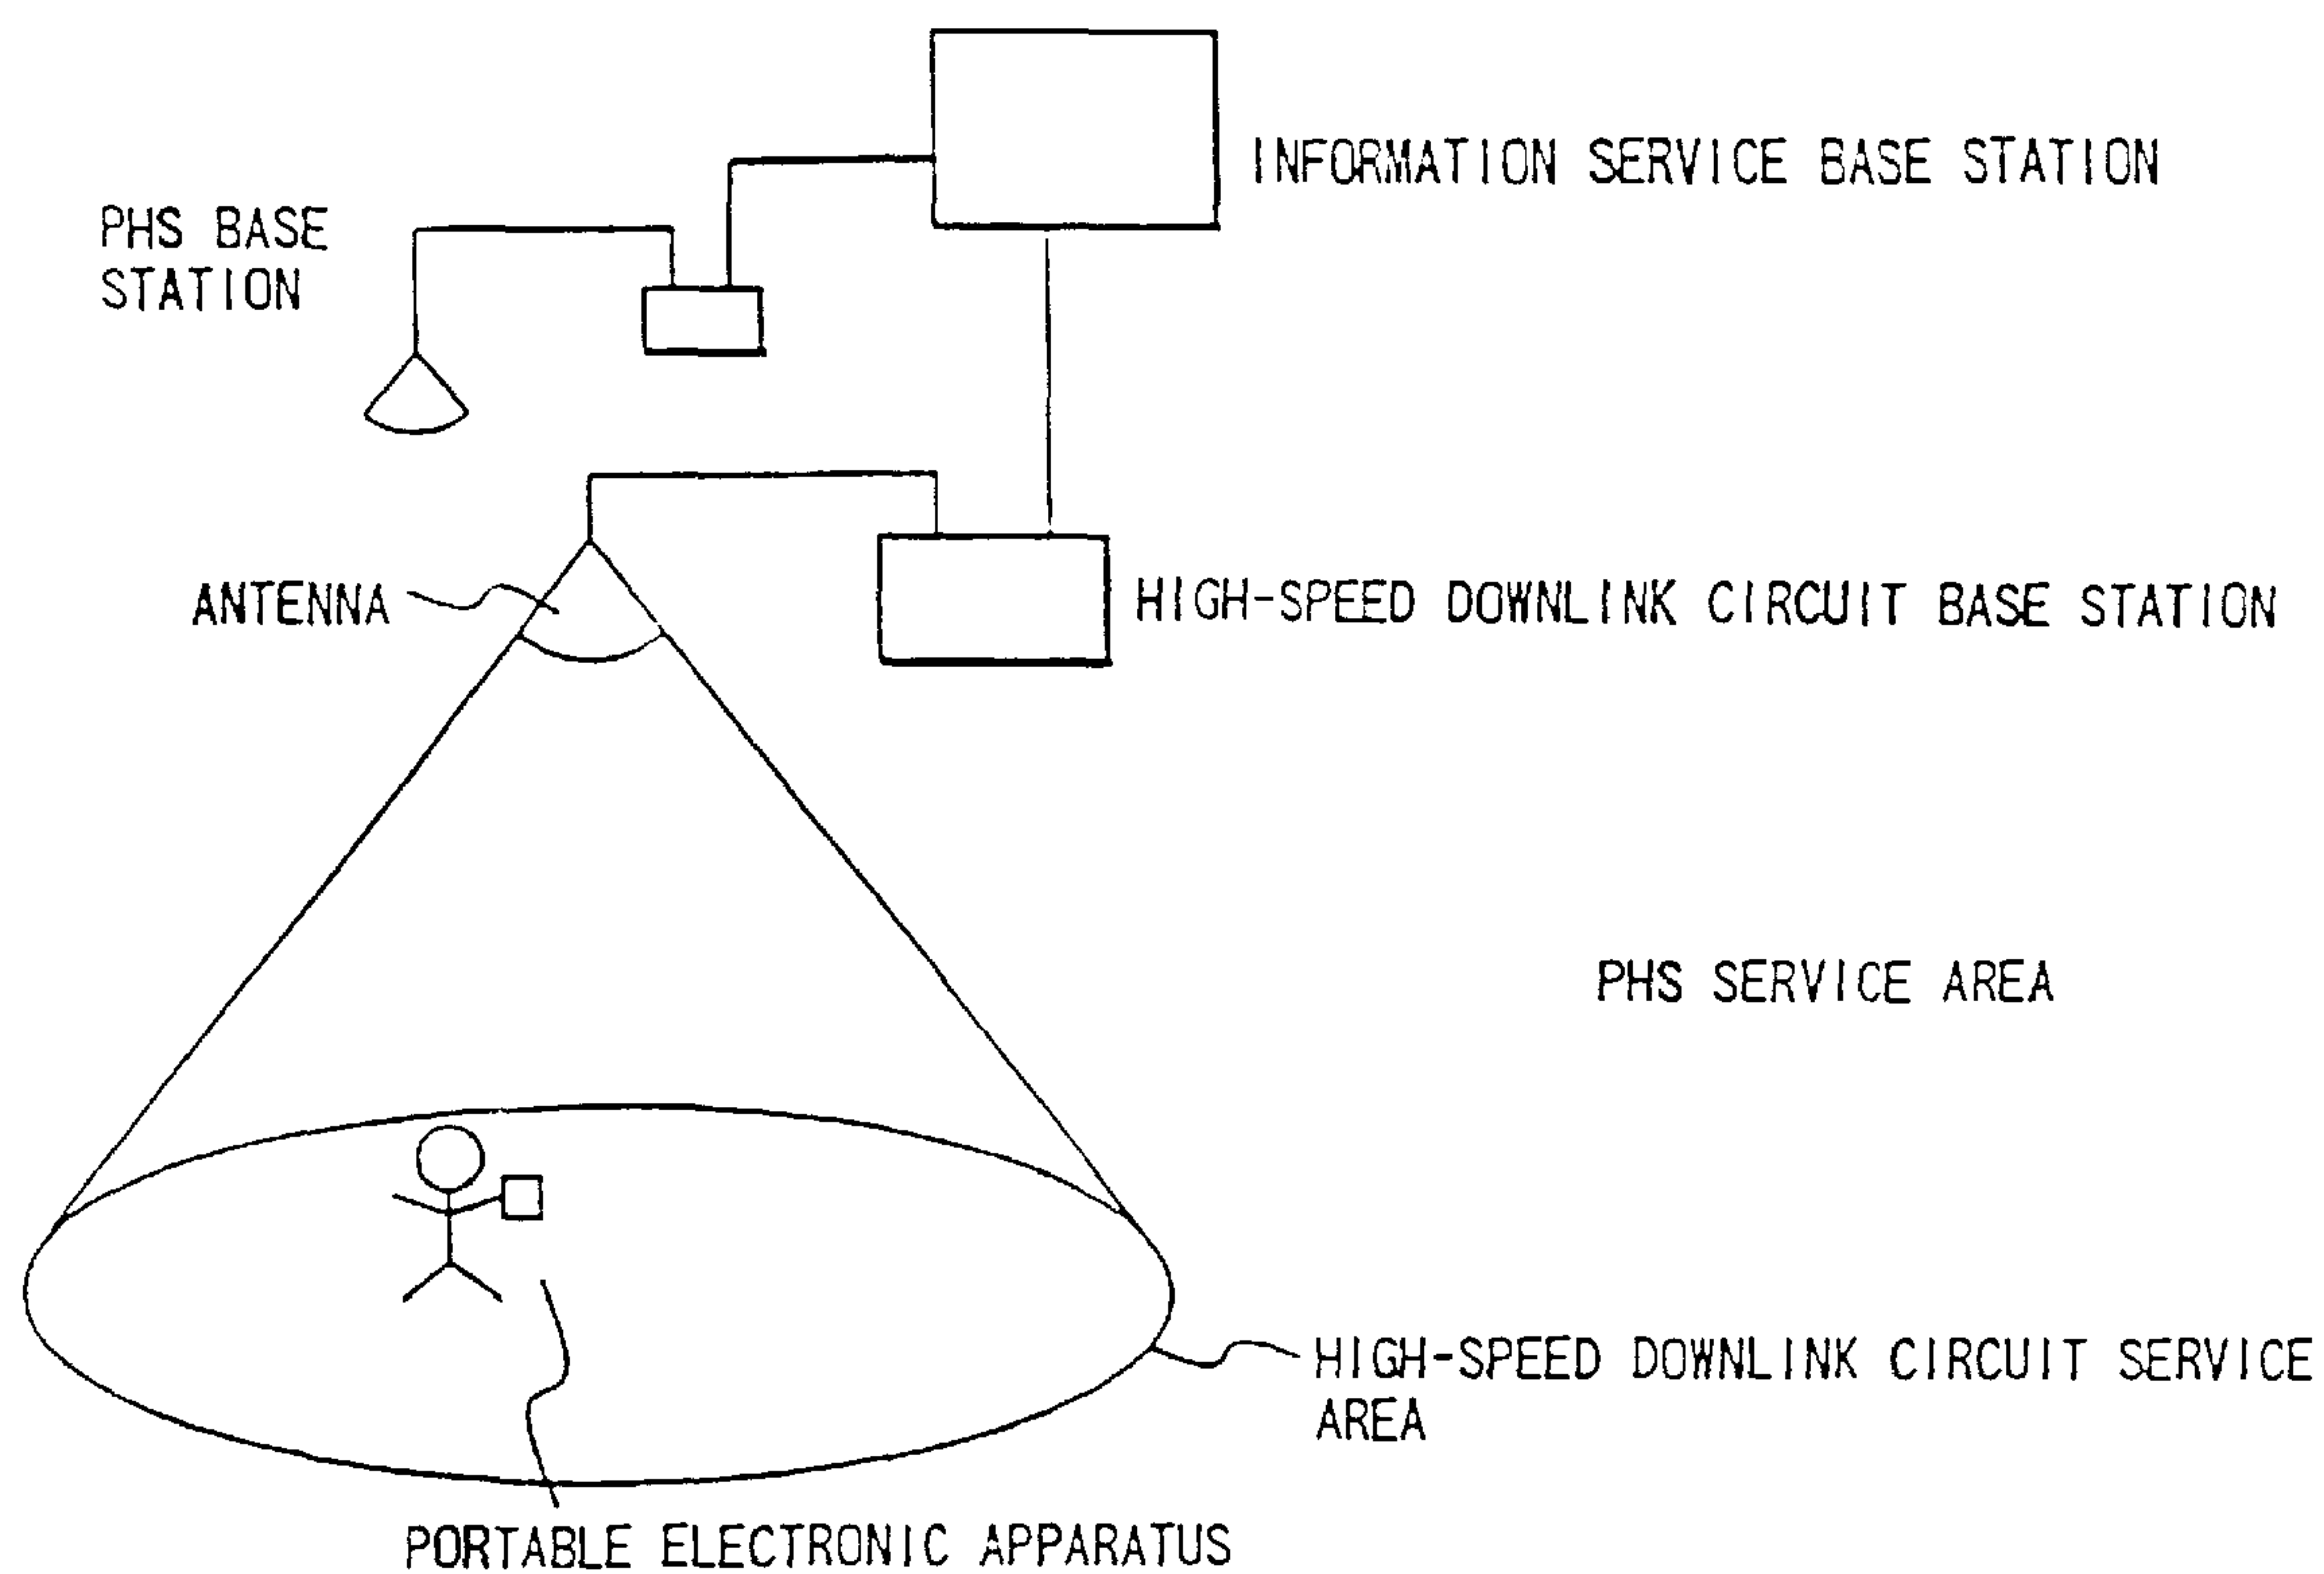 INFORMATION SERVICE BASE STATION
PHS BASE
STATION
ANTENNA
HIGH-SPEED DOWNLINK CIRCUIT BASE STATION
PHS SERVICE AREA
HIGH-SPEED DOWNLINK CIRCUIT SERVICE
AREA
PORTABLE ELECTRONIC APPARATUS